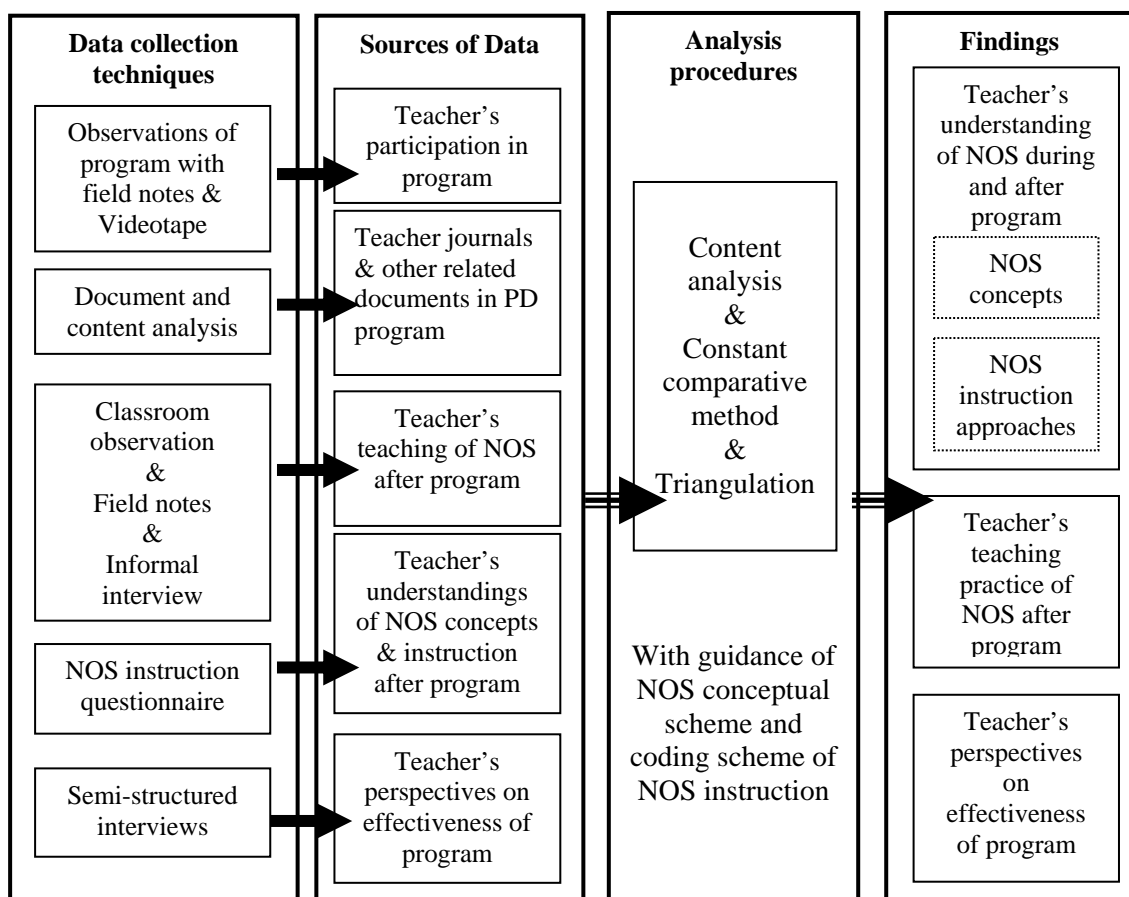 Data collection
techniques
Observations of
program with
field notes &
Videotape
Document and
content analysis
Classroom
observation
&
Field notes
&
Informal
interview
NOS instruction
questionnaire
Semi-structured
interviews
Sources of Data
Teacher's
participation in
program
Teacher journals
& other related
documents in PD
program
Teacher's
teaching of NOS
after program
Teacher's
understandings
of NOS concepts
& instruction
after program
Teacher's
perspectives on
effectiveness of
program
Analysis
procedures
Content
analysis
&
Constant
comparative
method
&
Triangulation
With guidance of
NOS conceptual
scheme and
coding scheme of
NOS instruction
Findings
Teacher's
understanding
of NOS during
and after
program
NOS
concepts
NOS
instruction
approaches
Teacher's
teaching
practice of
NOS after
program
Teacher's
perspectives
on
effectiveness
of program